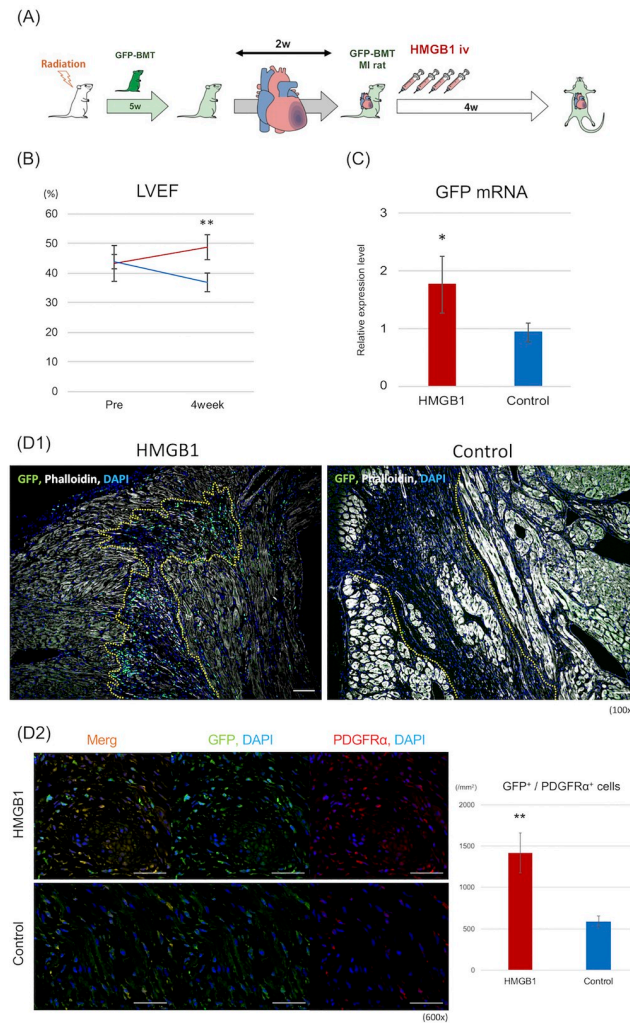 (A)
Radiation
GFP-BMT
5w
2w
GFP-BMT
MI rat
HMGB1 iv
4w
(B)
LVEF
(%)
60
50
40
30
20
10
0
**
Pre
4week
(C)
GFP mRNA
Relative expression level
3
2
1
0
*
HMGB1
Control
(D1)
HMGB1
Control
GFP, Phalloidin, DAPI
GFP, Phalloidin, DAPI
(100x)
(D2)
Merg
GFP, DAPI
PDGFRα, DAPI
HMGB1
Control
(600x)
GFP⁺ / PDGFRα⁺ cells
(/mm²)
2000
1500
1000
500
0
**
HMGB1
Control